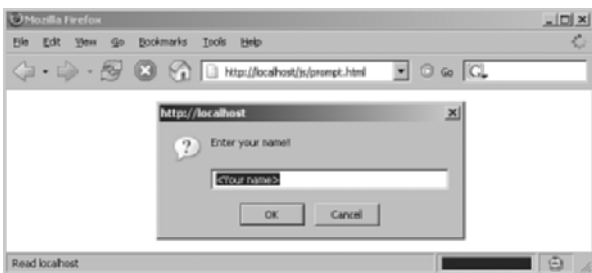 Mozilla Firefox
File Edit View Go Bookmarks Tools Help
http://localhost/js/prompt.html Go
http://localhost
Enter your name!
<Your name>
OK Cancel
Read localhost